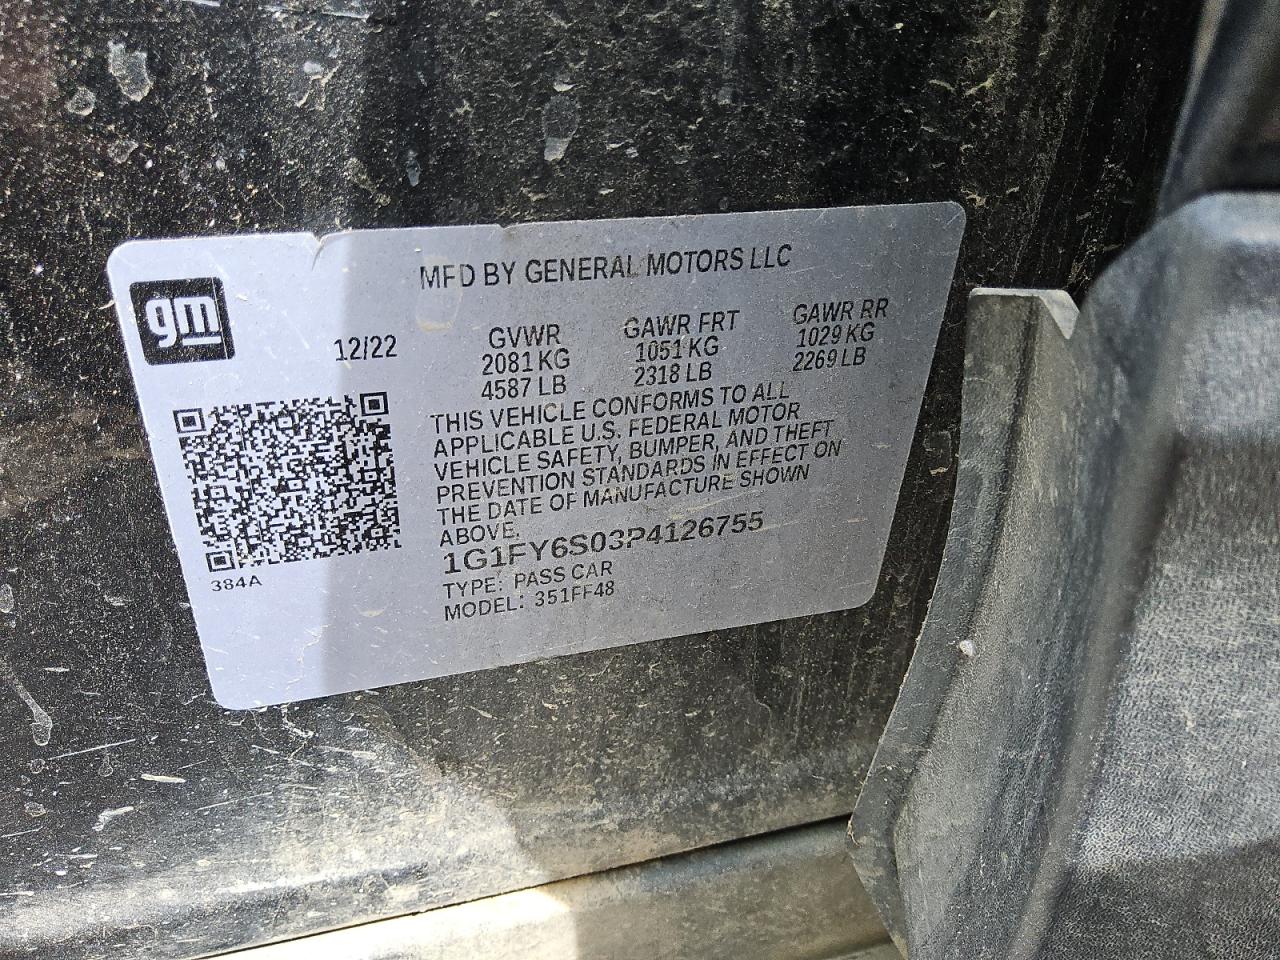 gm
MFD BY GENERAL MOTORS LLC
12/22
GVWR
2081 KG
4587 LB
GAWR FRT
1051 KG
2318 LB
GAWR RR
1029 KG
2269 LB
THIS VEHICLE CONFORMS TO ALL
APPLICABLE U.S. FEDERAL MOTOR
VEHICLE SAFETY, BUMPER, AND THEFT
PREVENTION STANDARDS IN EFFECT ON
THE DATE OF MANUFACTURE SHOWN
ABOVE.
1G1FY6S03P4126755
TYPE: PASS CAR
MODEL: 351FF48
384A